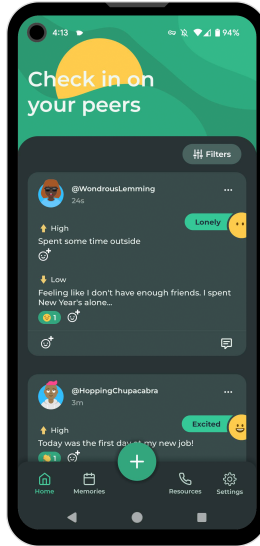 4:13
94%
Check in on
your peers
Filters
@WondrousLemming
24s
Lonely
High
Spent some time outside
Low
Feeling like I don't have enough friends. I spent
New Year's alone...
1
@HoppingChupacabra
3m
Excited
High
Today was the first day at my new job!
1
Home
Memories
Resources
Settings